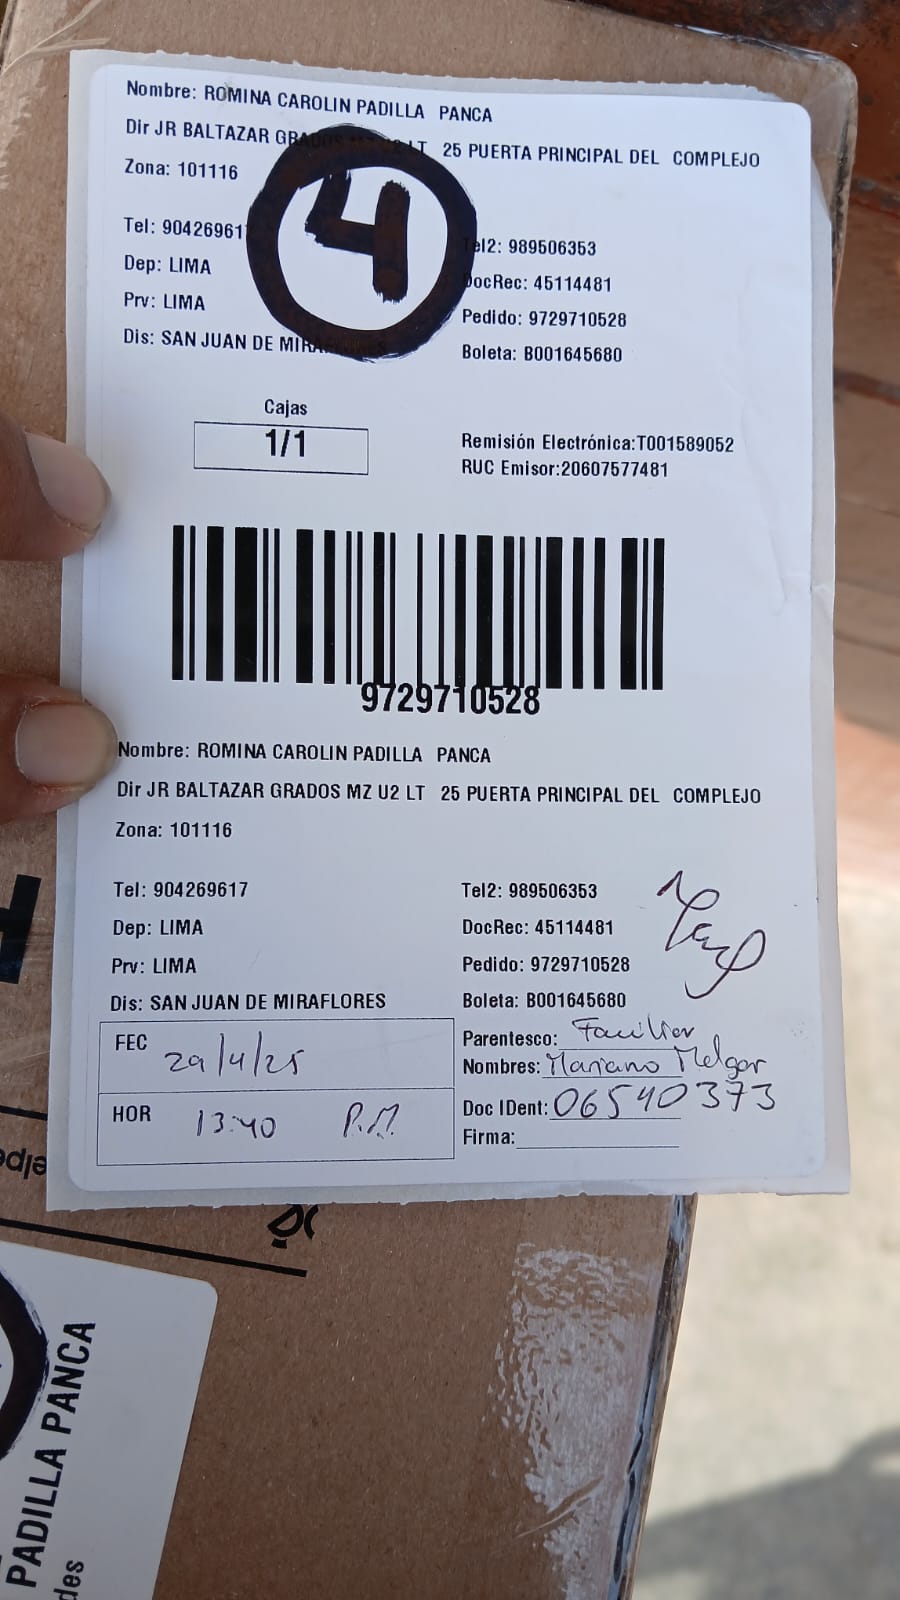 Nombre: ROMINA CAROLIN PADILLA PANCA
Dir JR BALTAZAR GRADOS LT 25 PUERTA PRINCIPAL DEL COMPLEJO
Zona: 101116
4
Tel: 90426961
Tel2: 989506353
Dep: LIMA
DocRec: 45114481
Prv: LIMA
Pedido: 9729710528
Dis: SAN JUAN DE MIRAFLORES
Boleta: B001645680
Cajas
1/1
Remisión Electrónica:T001589052
RUC Emisor:20607577481
9729710528
Nombre: ROMINA CAROLIN PADILLA PANCA
Dir JR BALTAZAR GRADOS MZ U2 LT 25 PUERTA PRINCIPAL DEL COMPLEJO
Zona: 101116
Tel: 904269617
Tel2: 989506353
Dep: LIMA
DocRec: 45114481
Prv: LIMA
Pedido: 9729710528
Dis: SAN JUAN DE MIRAFLORES
Boleta: B001645680
FEC 29/4/25
Parentesco: Familiar
Nombres: Mariano Melgar
HOR 13:40 P.M.
Doc IDent: 06540373
Firma:
PADILLA PANCA